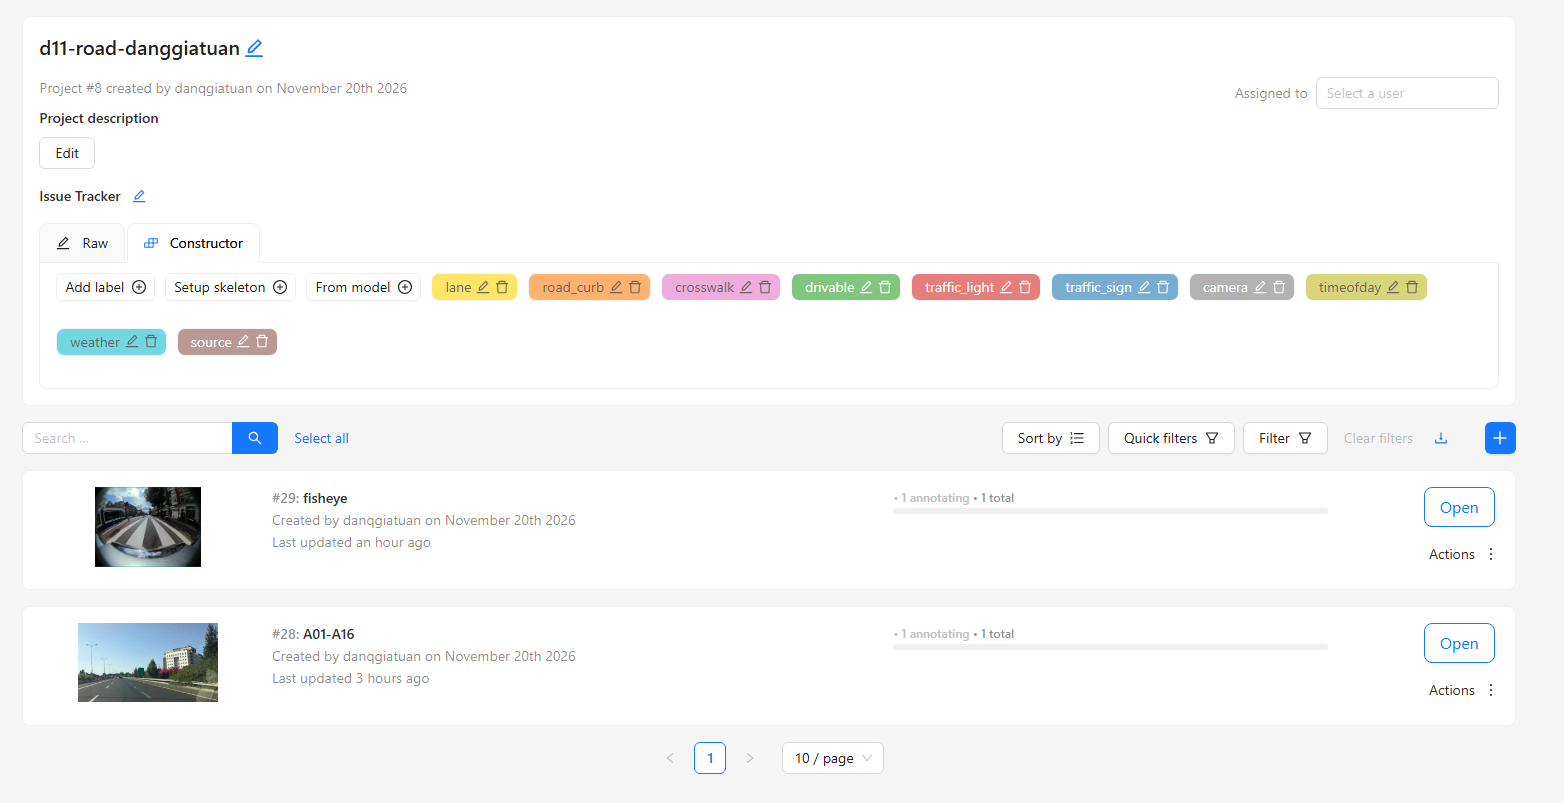 d11-road-danggiatuan
Project #8 created by danqgiatuan on November 20th 2026
Assigned to Select a user
Project description
Edit
Issue Tracker
Raw Constructor
Add label Setup skeleton From model lane road_curb crosswalk drivable traffic_light traffic_sign camera timeofday
weather source
Search ... Select all Sort by Quick filters Filter Clear filters
#29: fisheye
Created by danqgiatuan on November 20th 2026
Last updated an hour ago
• 1 annotating • 1 total
Open
Actions
#28: A01-A16
Created by danqgiatuan on November 20th 2026
Last updated 3 hours ago
• 1 annotating • 1 total
Open
Actions
1 10 / page